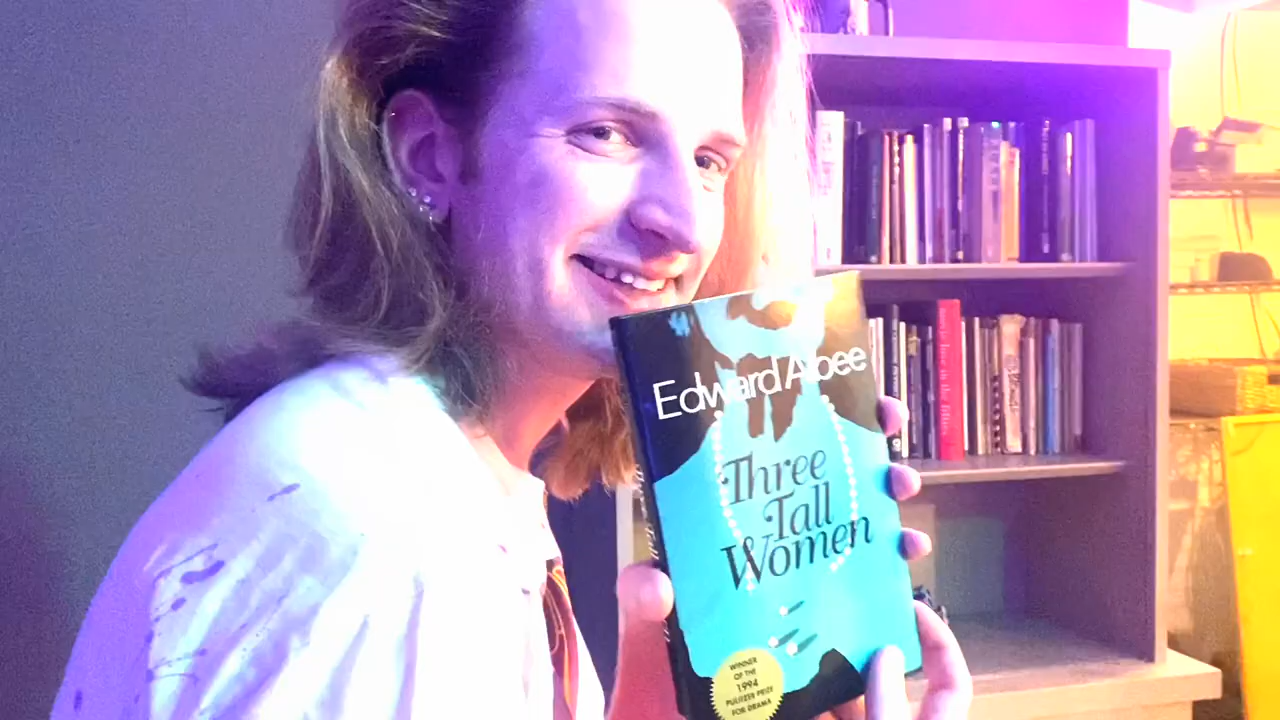 Edward Albee
Three
Tall
Women
WINNER
OF THE
1994
PULITZER PRIZE
FOR DRAMA